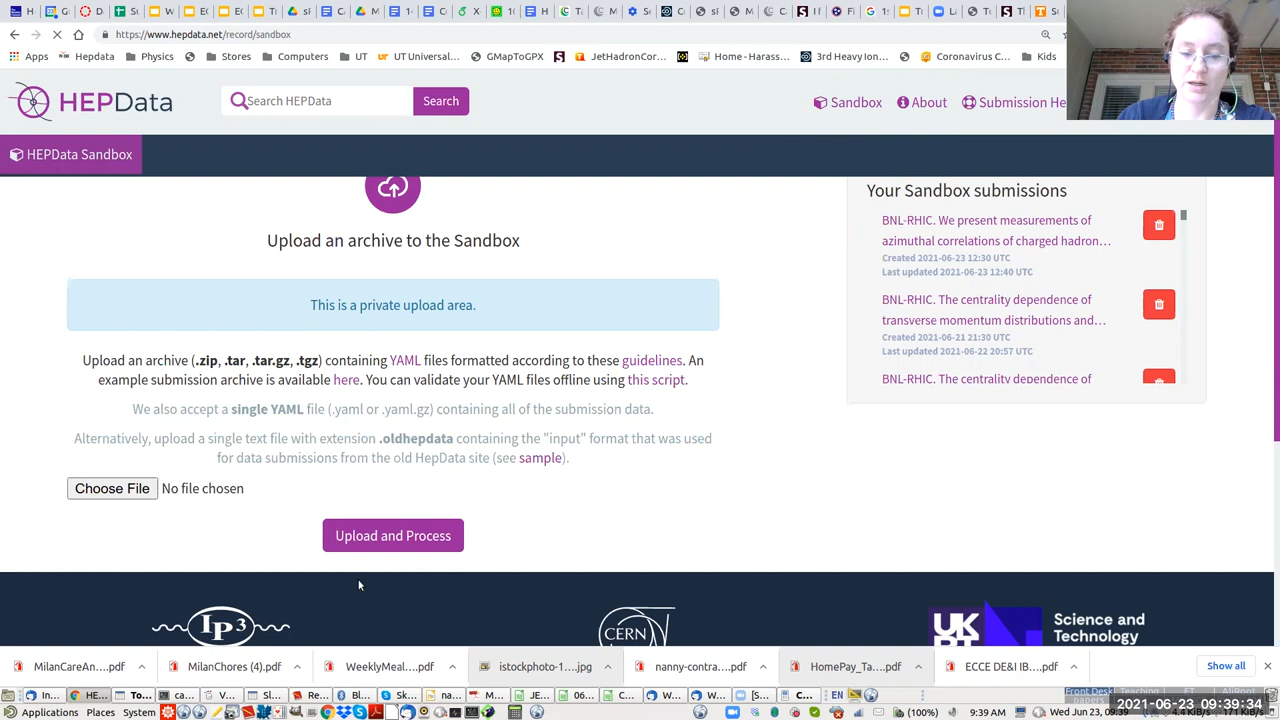 https://www.hepdata.net/record/sandbox
Apps
Hepdata
Physics
Stores
Computers
UT
UT Universal...
GMapToGPX
JetHadronCor...
Home - Harass...
3rd Heavy Ion...
Coronavirus C...
Kids
HEPData
Search HEPData
Search
Sandbox
About
Submission He
HEPData Sandbox
Upload an archive to the Sandbox
This is a private upload area.
Upload an archive (.zip, .tar, .tar.gz, .tgz) containing YAML files formatted according to these guidelines. An
example submission archive is available here. You can validate your YAML files offline using this script.
We also accept a single YAML file (.yaml or .yaml.gz) containing all of the submission data.
Alternatively, upload a single text file with extension .oldhepdata containing the "input" format that was used
for data submissions from the old HepData site (see sample).
Choose File No file chosen
Upload and Process
Your Sandbox submissions
BNL-RHIC. We present measurements of
azimuthal correlations of charged hadron...
Created 2021-06-23 12:30 UTC
Last updated 2021-06-23 12:40 UTC
BNL-RHIC. The centrality dependence of
transverse momentum distributions and...
Created 2021-06-21 21:30 UTC
Last updated 2021-06-22 20:57 UTC
BNL-RHIC. The centrality dependence of
IP3
CERN
UK
Science and
Technology
MilanCareAn....pdf
MilanChores (4).pdf
WeeklyMeal....pdf
istockphoto-1....jpg
nanny-contra....pdf
HomePay_Ta....pdf
ECCE DE&I IB....pdf
Show all
EN
Front Desk
Teaching
papers
AliRoot
Applications Places System
(100%)
9:39 AM
Wed Jun 23, 09:39
4.4 KiB/s
171 KiB/s
2021-06-23 09:39:34